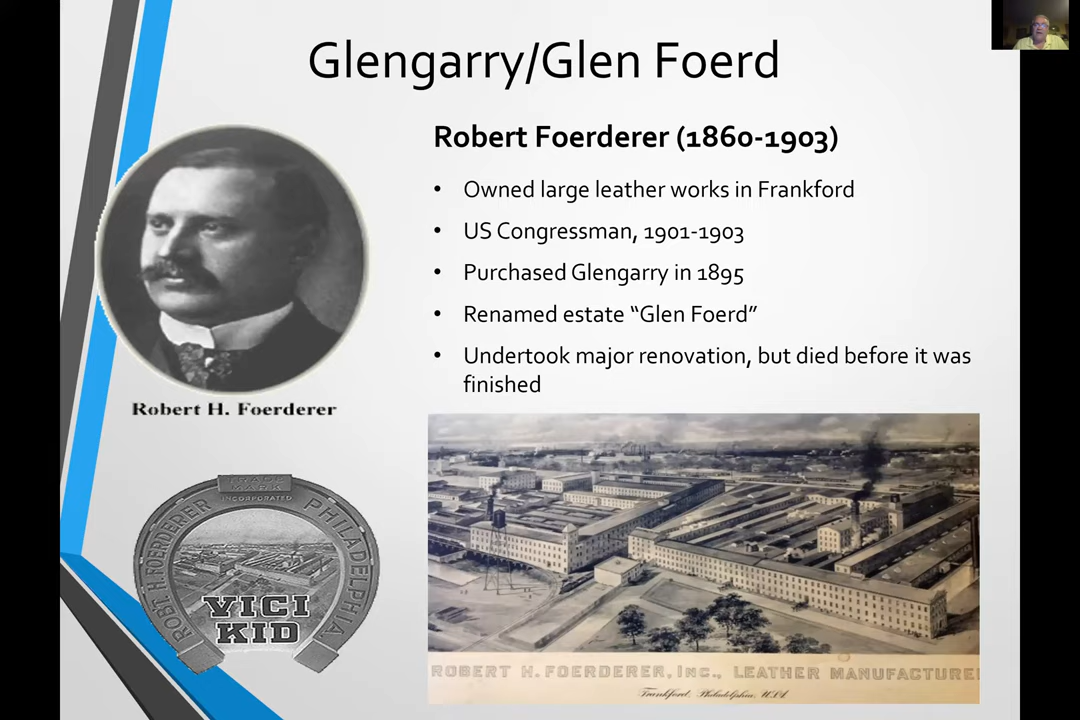 Glengarry/Glen Foerd
Robert Foerderer (1860-1903)
• Owned large leather works in Frankford
• US Congressman, 1901-1903
• Purchased Glengarry in 1895
• Renamed estate “Glen Foerd”
• Undertook major renovation, but died before it was
finished
Robert H. Foerderer
TRADE
MARK
INCORPORATED
ROBT. H. FOERDERER PHILADELPHIA
VICI
KID
ROBERT H. FOERDERER, INC., LEATHER MANUFACTURE
Frankford, Philadelphia, U.S.A.